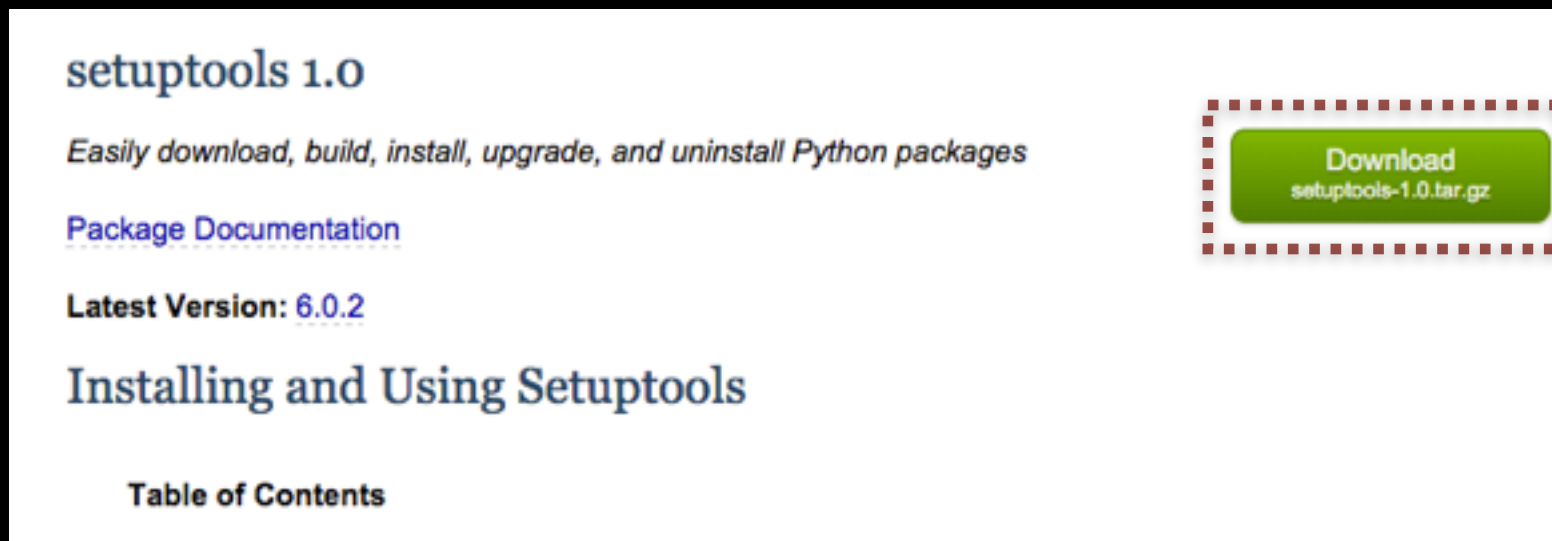 setuptools 1.0
Easily download, build, install, upgrade, and uninstall Python packages
Download
setuptools-1.0.tar.gz
Package Documentation
Latest Version: 6.0.2
Installing and Using Setuptools
Table of Contents